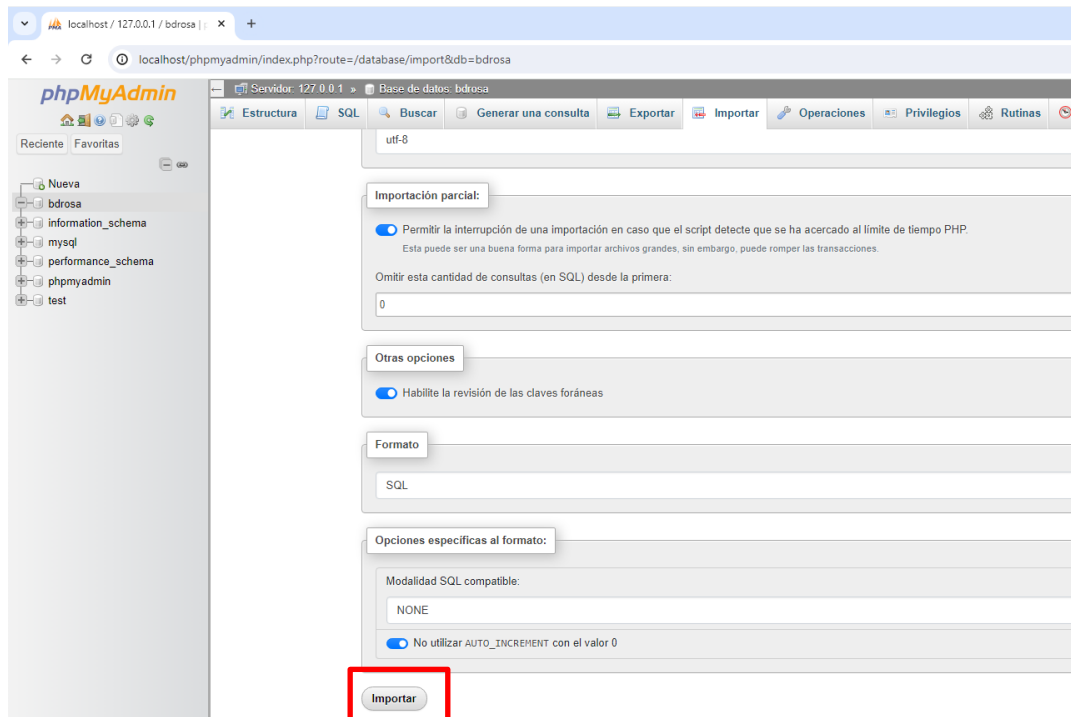 localhost / 127.0.0.1 / bdrosa |
localhost/phpmyadmin/index.php?route=/database/import&db=bdrosa
phpMyAdmin
Reciente Favoritas
Nueva
bdrosa
information_schema
mysql
performance_schema
phpmyadmin
test
Servidor: 127.0.0.1 » Base de datos: bdrosa
Estructura SQL Buscar Generar una consulta Exportar Importar Operaciones Privilegios Rutinas
utf-8
Importación parcial:
Permitir la interrupción de una importación en caso que el script detecte que se ha acercado al límite de tiempo PHP.
Esta puede ser una buena forma para importar archivos grandes, sin embargo, puede romper las transacciones.
Omitir esta cantidad de consultas (en SQL) desde la primera:
0
Otras opciones
Habilite la revisión de las claves foráneas
Formato
SQL
Opciones específicas al formato:
Modalidad SQL compatible:
NONE
No utilizar AUTO_INCREMENT con el valor 0
Importar